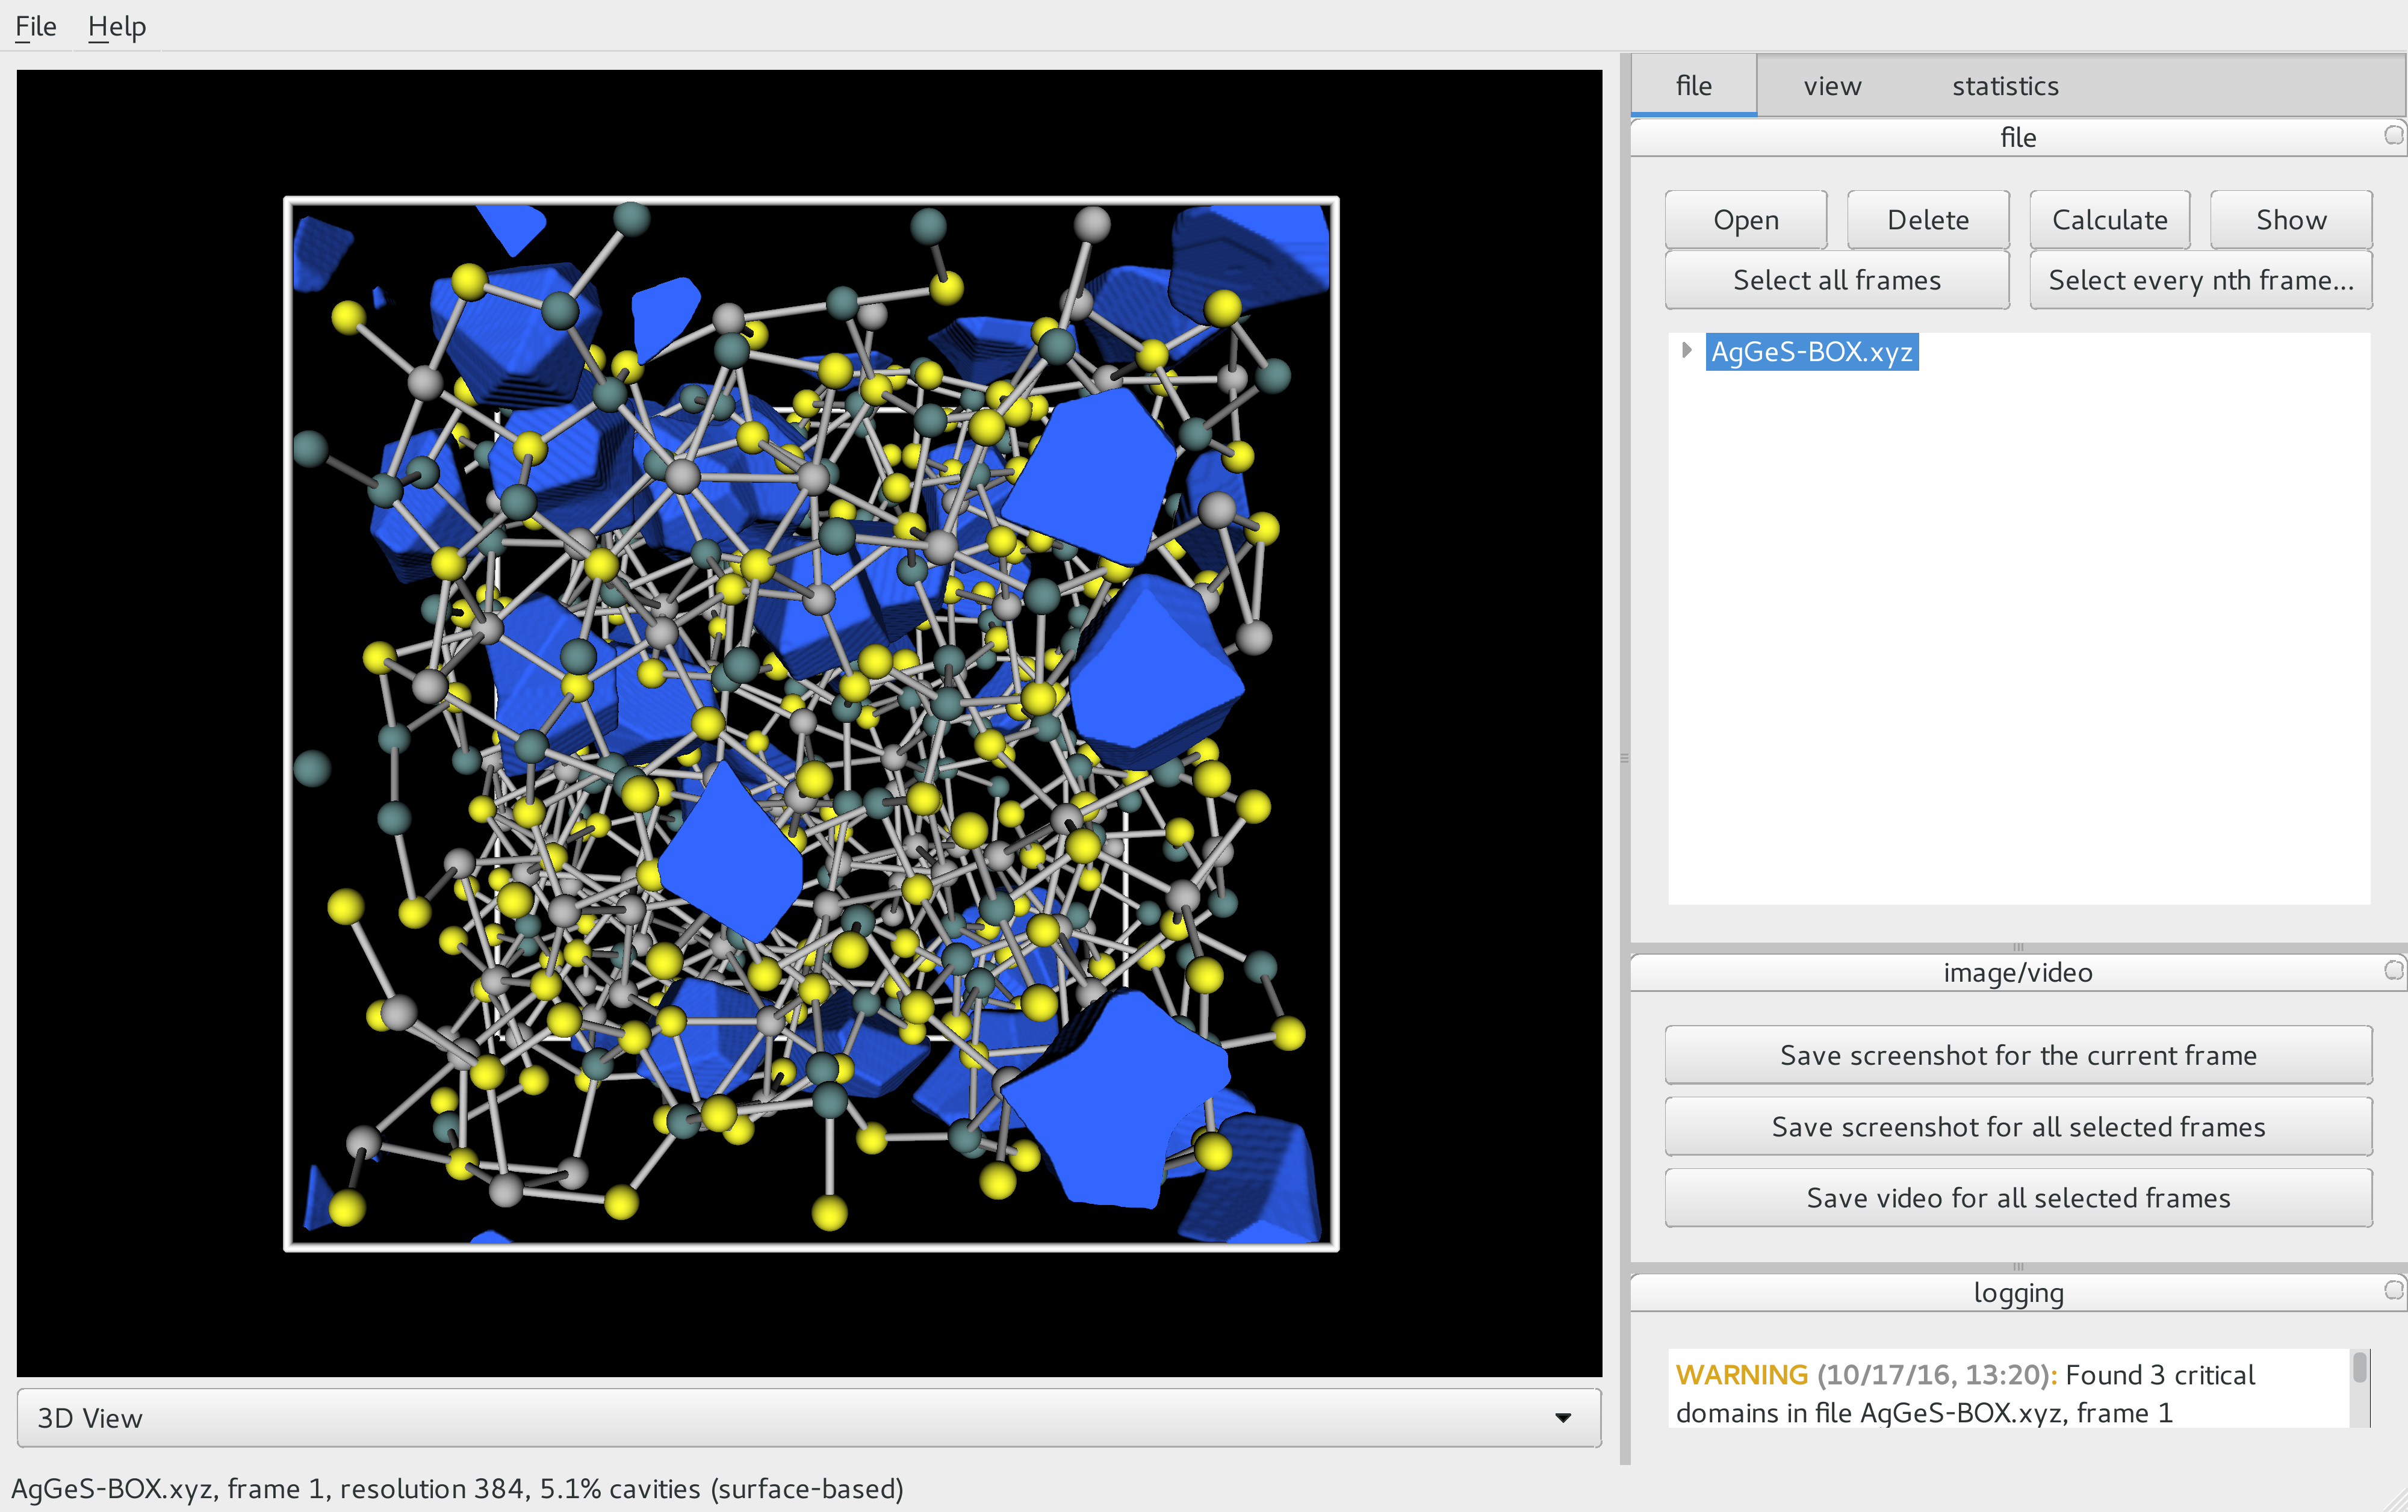 File Help
file view statistics
file
Open Delete Calculate Show
Select all frames Select every nth frame...
AgGeS-BOX.xyz
image/video
Save screenshot for the current frame
Save screenshot for all selected frames
Save video for all selected frames
logging
WARNING (10/17/16, 13:20): Found 3 critical
domains in file AgGeS-BOX.xyz, frame 1
3D View
AgGeS-BOX.xyz, frame 1, resolution 384, 5.1% cavities (surface-based)